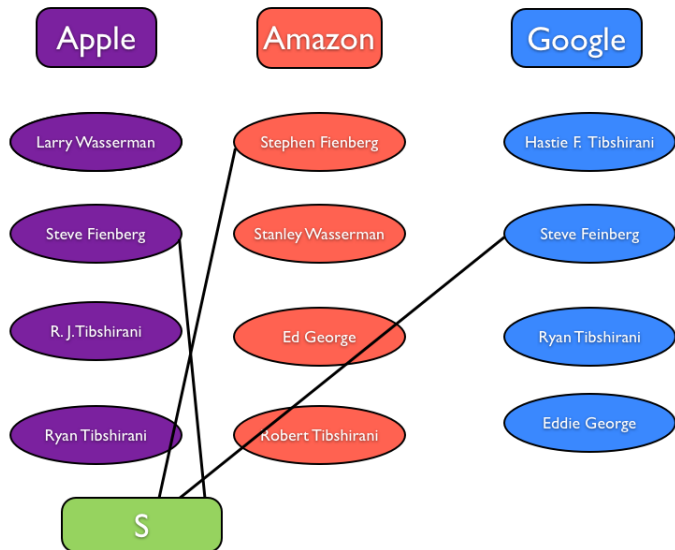 Apple
Amazon
Google
Larry Wasserman
Stephen Fienberg
Hastie F. Tibshirani
Steve Fienberg
Stanley Wasserman
Steve Feinberg
R. J. Tibshirani
Ed George
Ryan Tibshirani
Ryan Tibshirani
Robert Tibshirani
Eddie George
S